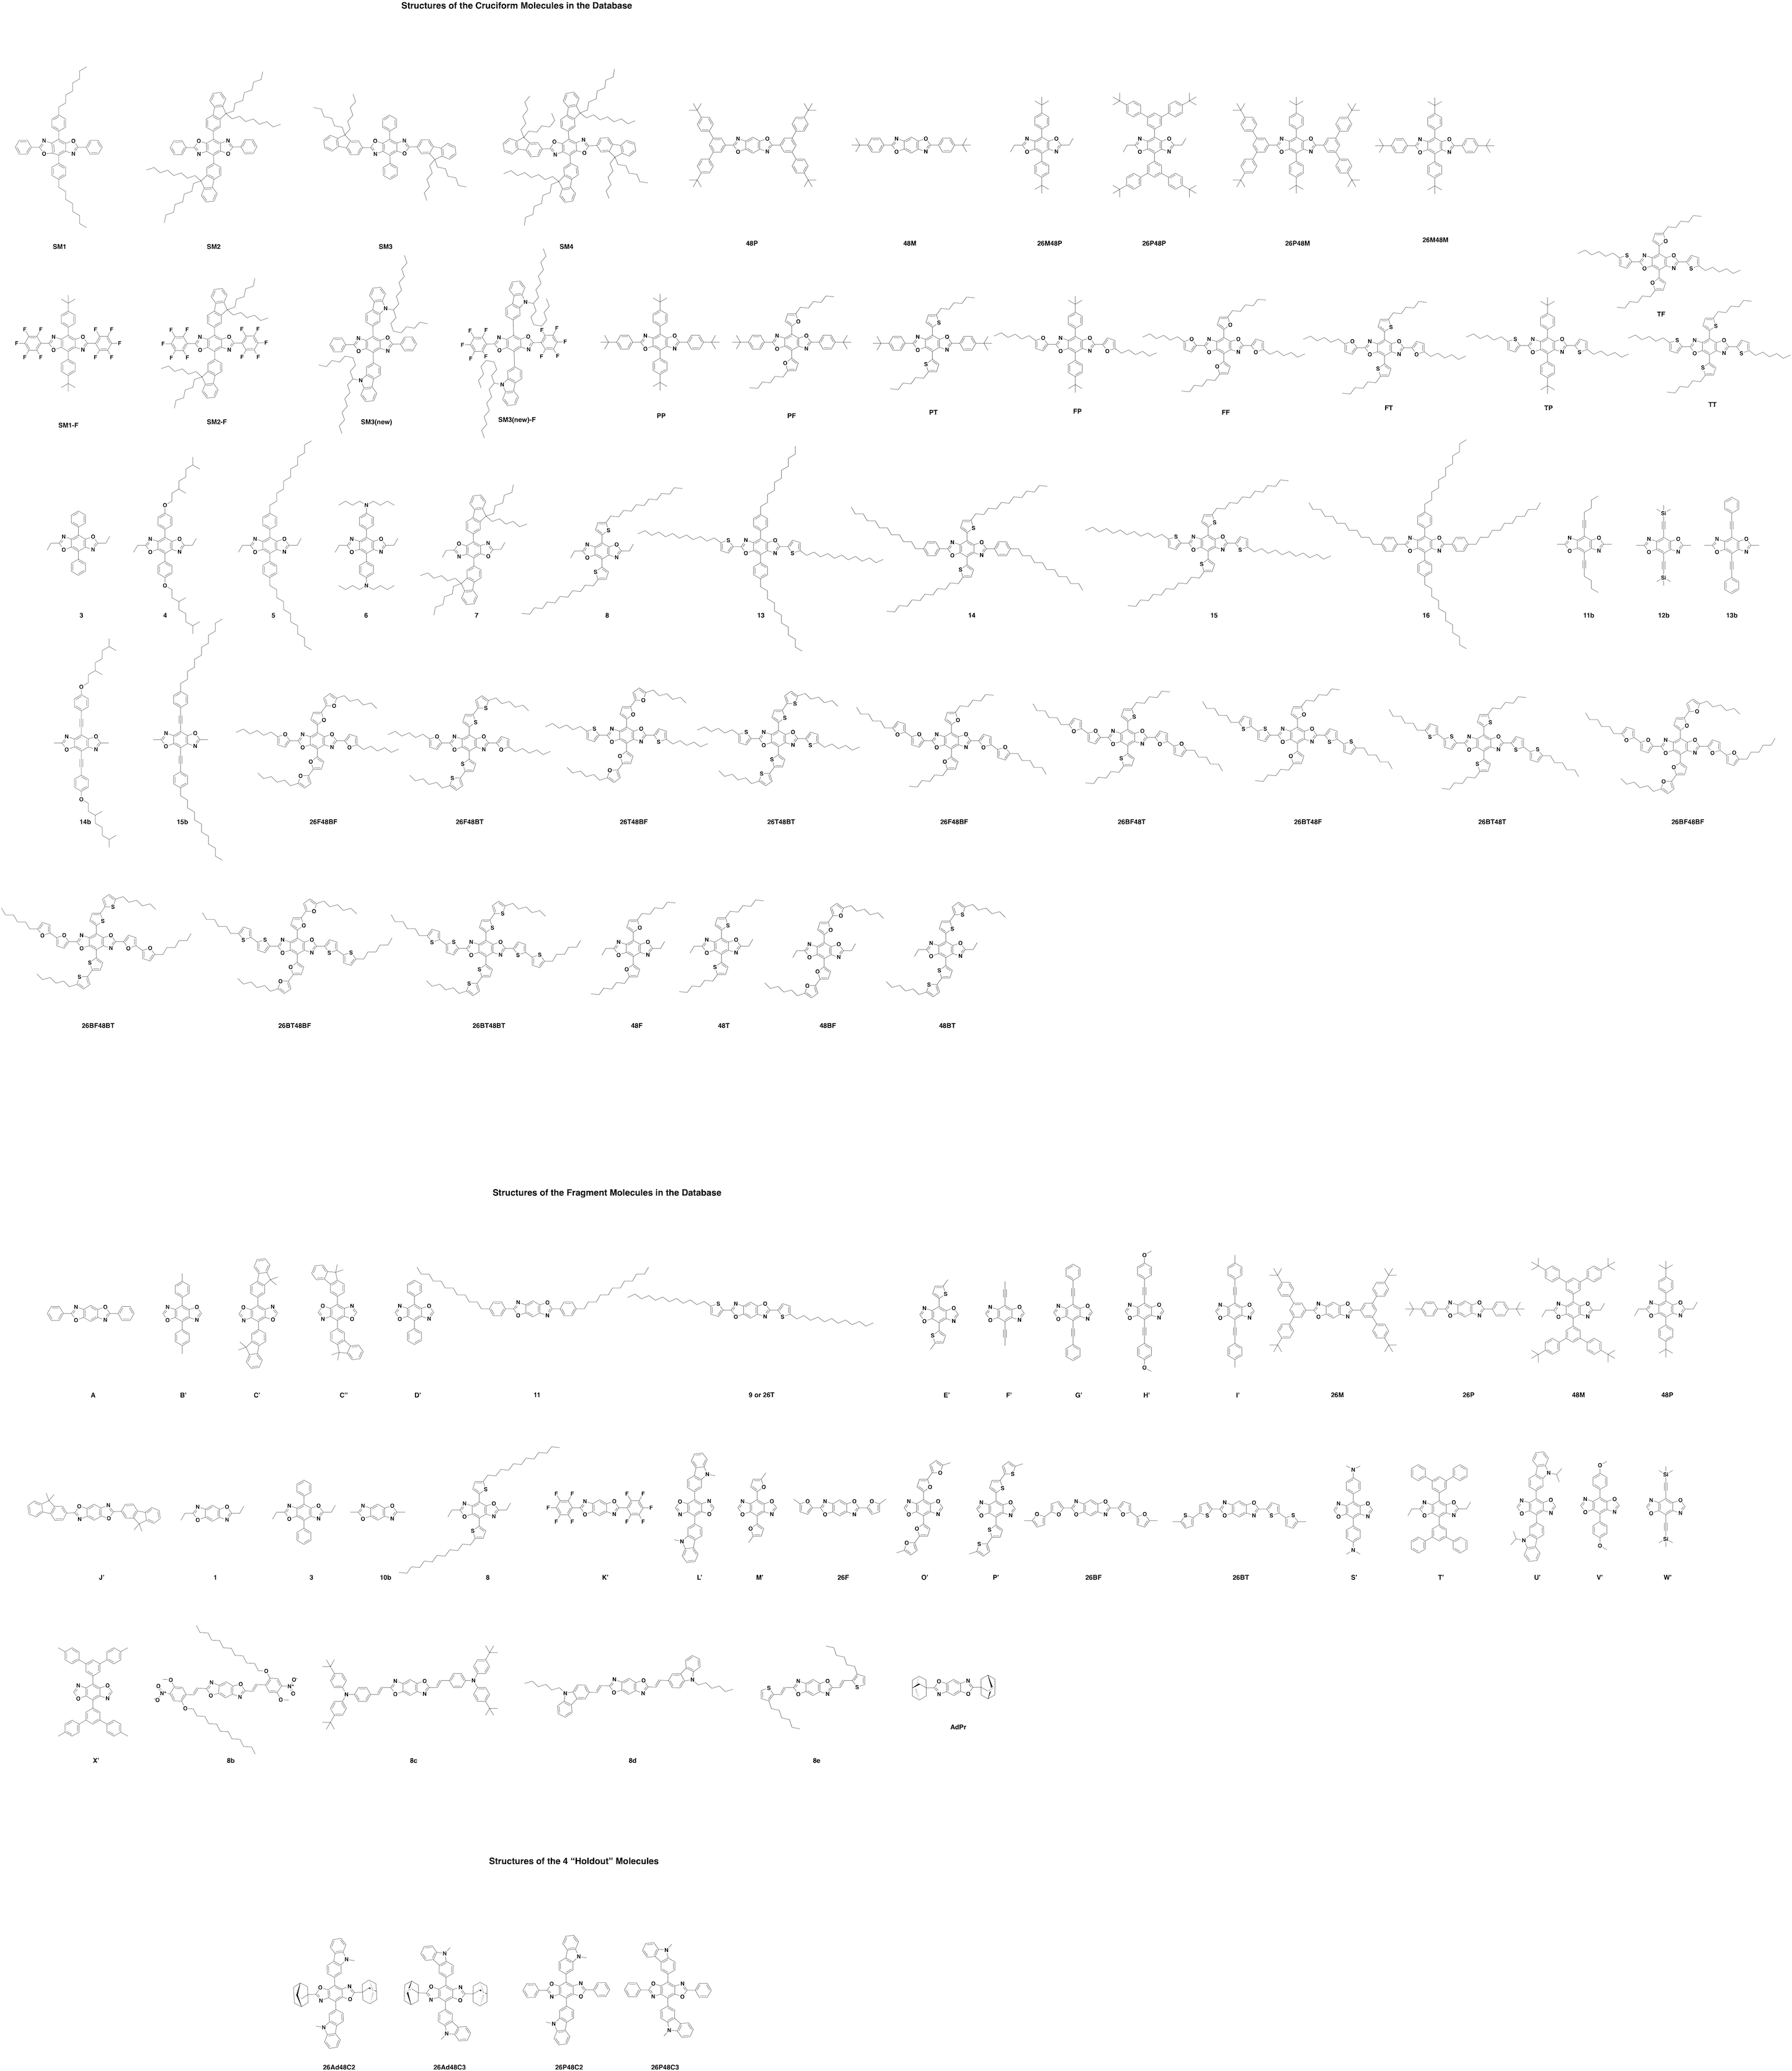 Structures of the Cruciform Molecules in the Database
SM1 SM2 SM3 SM4 48P 48M 26M48P 26P48P 26P48M 26M48M
TF
SM1-F SM2-F SM3(new) SM3(new)-F PP PF PT FP FF FT TP TT
3 4 5 6 7 8 13 14 15 16 11b 12b 13b
14b 15b 26F48BF 26F48BT 26T48BF 26T48BT 26F48BF 26BF48T 26BT48F 26BT48T 26BF48BF
26BF48BT 26BT48BF 26BT48BT 48F 48T 48BF 48BT
Structures of the Fragment Molecules in the Database
A B' C' C" D' 11 9 or 26T E' F' G' H' I' 26M 26P 48M 48P
J' 1 3 10b 8 K' L' M' 26F O' P' 26BF 26BT S' T' U' V' W'
X' 8b 8c 8d 8e AdPr
Structures of the 4 “Holdout” Molecules
26Ad48C2 26Ad48C3 26P48C2 26P48C3